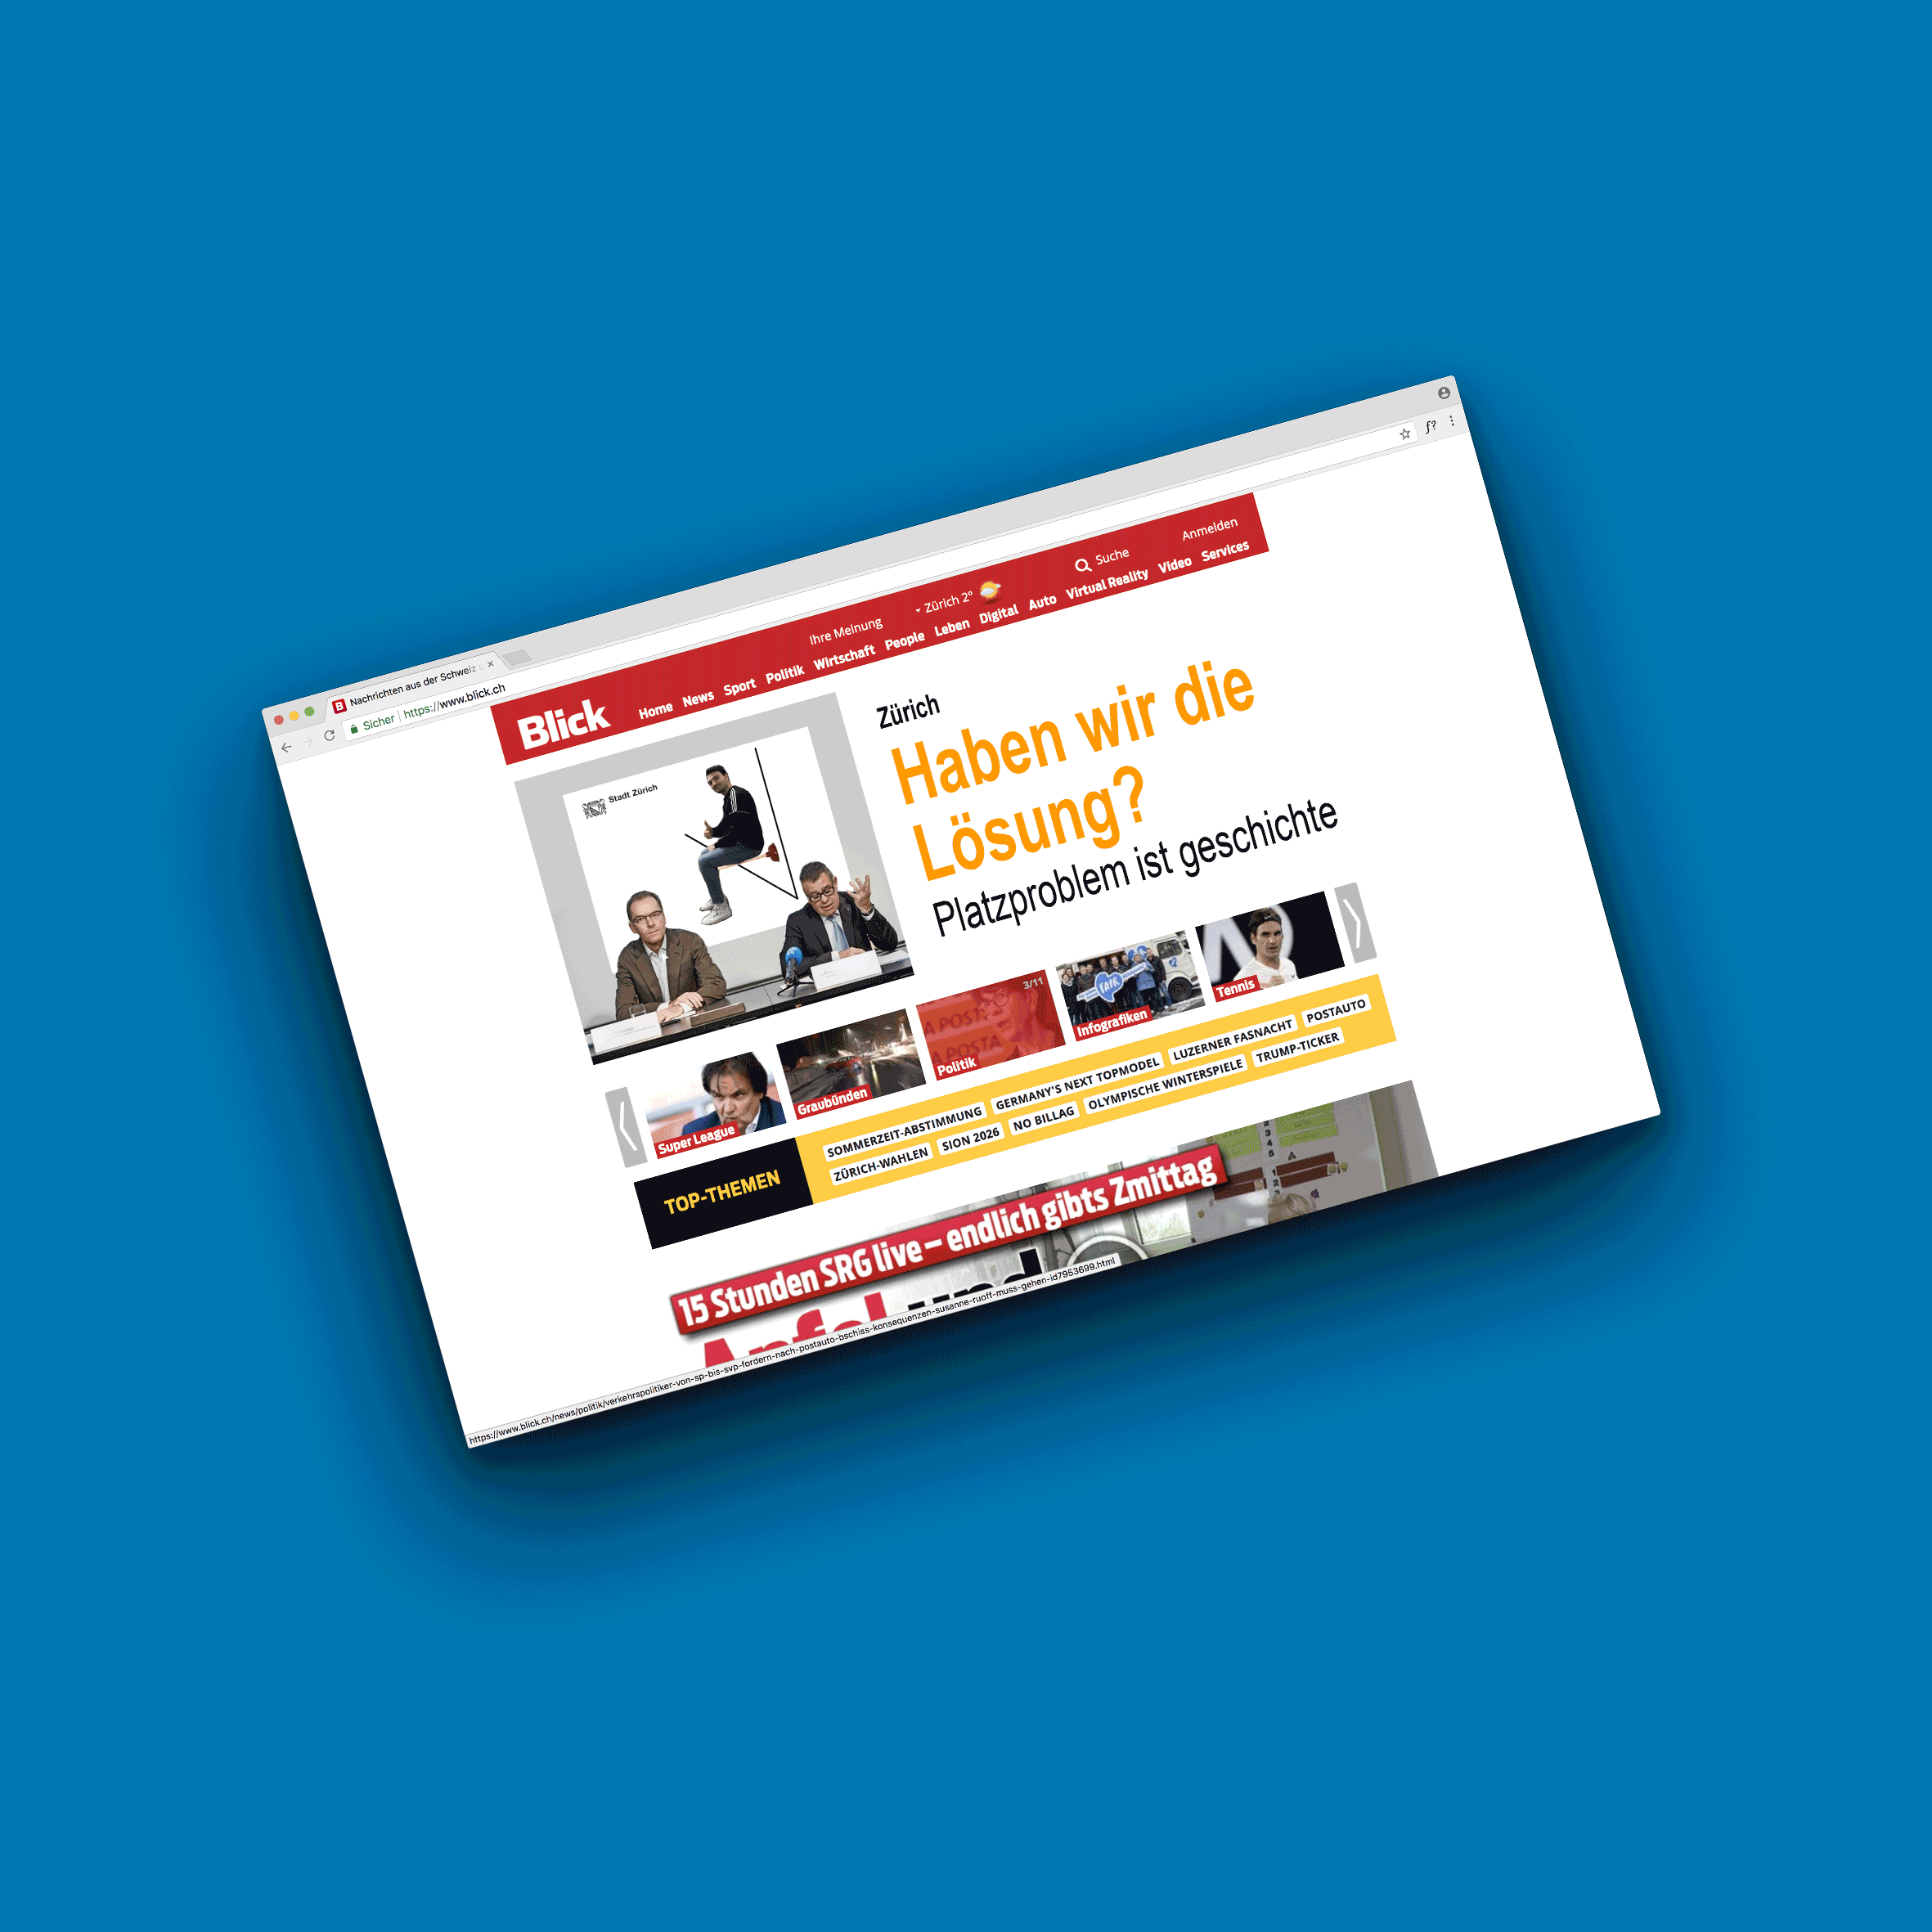 Nachrichten aus der Schweiz
Sicher https://www.blick.ch
Anmelden
Suche
Zürich 2°
Ihre Meinung
Blick
Home News Sport Politik Wirtschaft People Leben Digital Auto Virtual Reality Video Services
Stadt Zürich
Zürich
Haben wir die
Lösung?
Platzproblem ist geschichte
Super League
Graubünden
3/11
A POSTA
Politik
FAIR
Infografiken
Tennis
TOP-THEMEN
SOMMERZEIT-ABSTIMMUNG GERMANY'S NEXT TOPMODEL LUZERNER FASNACHT POSTAUTO
ZÜRICH-WAHLEN SION 2026 NO BILLAG OLYMPISCHE WINTERSPIELE TRUMP-TICKER
15 Stunden SRG live – endlich gibts Zmittag
https://www.blick.ch/news/politik/verkehrspolitiker-von-sp-bis-svp-fordern-nach-postauto-bschiss-konsequenzen-susanne-ruoff-muss-gehen-id7953699.html